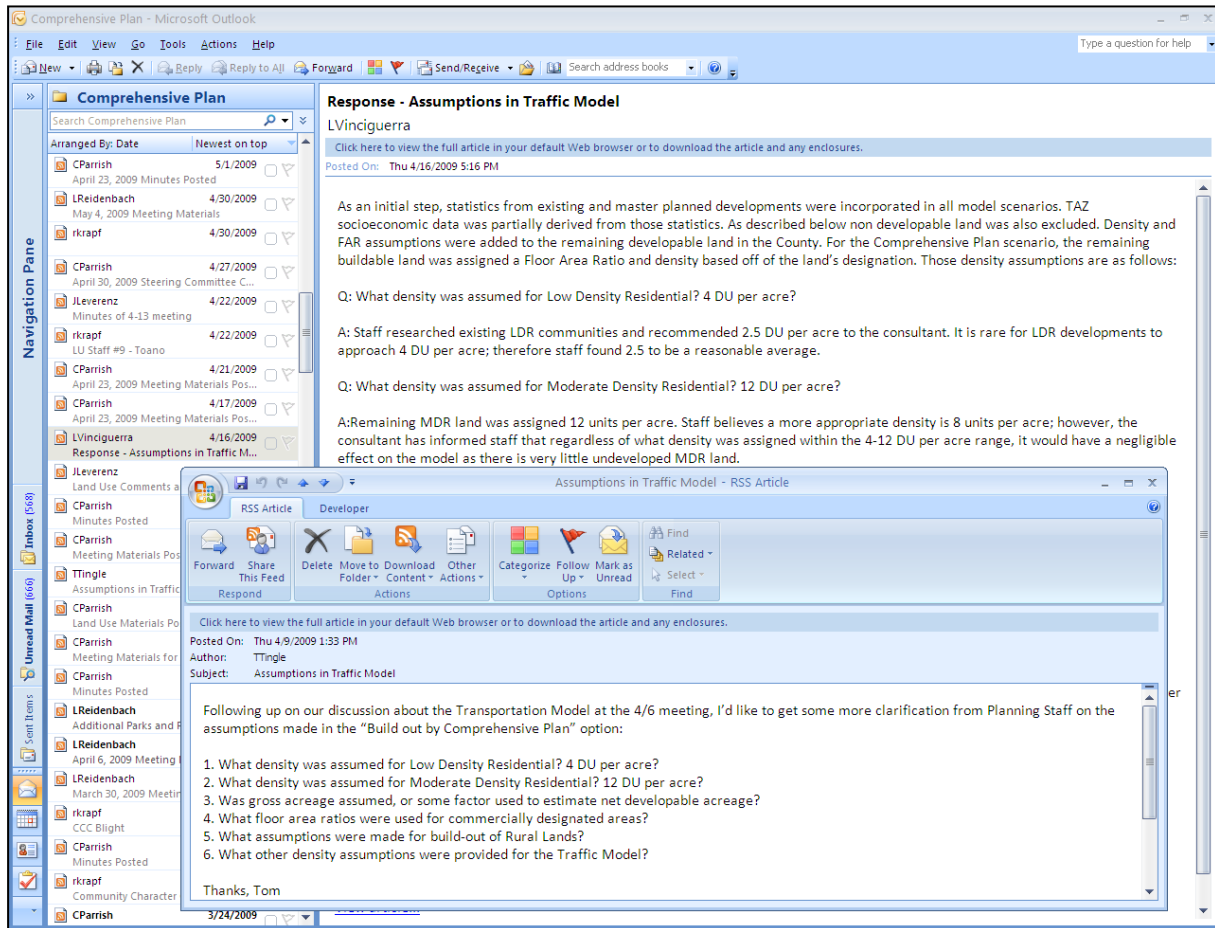 Comprehensive Plan - Microsoft Outlook
File Edit View Go Tools Actions Help
Type a question for help
New Reply Reply to All Forward Send/Receive Search address books
Comprehensive Plan
Search Comprehensive Plan
Arranged By: Date Newest on top
CParrish 5/1/2009
April 23, 2009 Minutes Posted
LReidenbach 4/30/2009
May 4, 2009 Meeting Materials
rkrapf 4/30/2009
CParrish 4/27/2009
April 30, 2009 Steering Committee C...
JLeverenz 4/22/2009
Minutes of 4-13 meeting
rkrapf 4/22/2009
LU Staff #9 - Toano
CParrish 4/21/2009
April 23, 2009 Meeting Materials Pos...
CParrish 4/17/2009
April 23, 2009 Meeting Materials Pos...
LVinciguerra 4/16/2009
Response - Assumptions in Traffic M...
JLeverenz
Land Use Comments a
CParrish
Minutes Posted
CParrish
Meeting Materials Pos
TTingle
Assumptions in Traffic
CParrish
Land Use Materials Po
CParrish
Meeting Materials for
CParrish
Minutes Posted
LReidenbach
Additional Parks and
LReidenbach
April 6, 2009 Meeting
LReidenbach
March 30, 2009 Meetin
rkrapf
CCC Blight
CParrish
Minutes Posted
rkrapf
Community Character
CParrish 3/24/2009
Navigation Pane
Inbox (568)
Unread Mail (666)
Sent Items
Response - Assumptions in Traffic Model
LVinciguerra
Click here to view the full article in your default Web browser or to download the article and any enclosures.
Posted On: Thu 4/16/2009 5:16 PM
As an initial step, statistics from existing and master planned developments were incorporated in all model scenarios. TAZ
socioeconomic data was partially derived from those statistics. As described below non developable land was also excluded. Density and
FAR assumptions were added to the remaining developable land in the County. For the Comprehensive Plan scenario, the remaining
buildable land was assigned a Floor Area Ratio and density based off of the land's designation. Those density assumptions are as follows:
Q: What density was assumed for Low Density Residential? 4 DU per acre?
A: Staff researched existing LDR communities and recommended 2.5 DU per acre to the consultant. It is rare for LDR developments to
approach 4 DU per acre; therefore staff found 2.5 to be a reasonable average.
Q: What density was assumed for Moderate Density Residential? 12 DU per acre?
A:Remaining MDR land was assigned 12 units per acre. Staff believes a more appropriate density is 8 units per acre; however, the
consultant has informed staff that regardless of what density was assigned within the 4-12 DU per acre range, it would have a negligible
effect on the model as there is very little undeveloped MDR land.
er
Assumptions in Traffic Model - RSS Article
RSS Article Developer
Forward Share This Feed Delete Move to Folder Download Content Other Actions Categorize Follow Up Mark as Unread Find Related Select
Respond Actions Options Find
Click here to view the full article in your default Web browser or to download the article and any enclosures.
Posted On: Thu 4/9/2009 1:33 PM
Author: TTingle
Subject: Assumptions in Traffic Model
Following up on our discussion about the Transportation Model at the 4/6 meeting, I'd like to get some more clarification from Planning Staff on the
assumptions made in the "Build out by Comprehensive Plan" option:
1. What density was assumed for Low Density Residential? 4 DU per acre?
2. What density was assumed for Moderate Density Residential? 12 DU per acre?
3. Was gross acreage assumed, or some factor used to estimate net developable acreage?
4. What floor area ratios were used for commercially designated areas?
5. What assumptions were made for build-out of Rural Lands?
6. What other density assumptions were provided for the Traffic Model?
Thanks, Tom